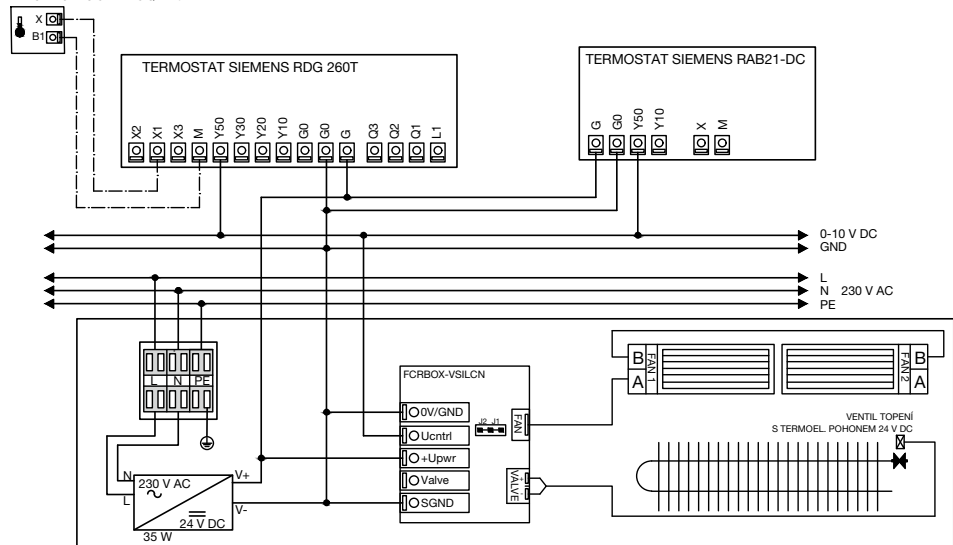 X
B1
TERMOSTAT SIEMENS RDG 260T
X2 X1 X3 M Y50 Y30 Y20 Y10 G0 G0 G Q3 Q2 Q1 L1
TERMOSTAT SIEMENS RAB21-DC
G G0 Y50 Y10 X M
0-10 V DC
GND
L
N 230 V AC
PE
L N PE
FCRBOX-VSILCN
0V/GND
Ucntrl
+Upwr
Valve
SGND
J2 J1
FAN
VALVE
+
-
B
A
FAN 1
FAN 2
B
A
VENTIL TOPENÍ
S TERMOEL. POHONEM 24 V DC
N
L
230 V AC
24 V DC
V+
V-
35 W